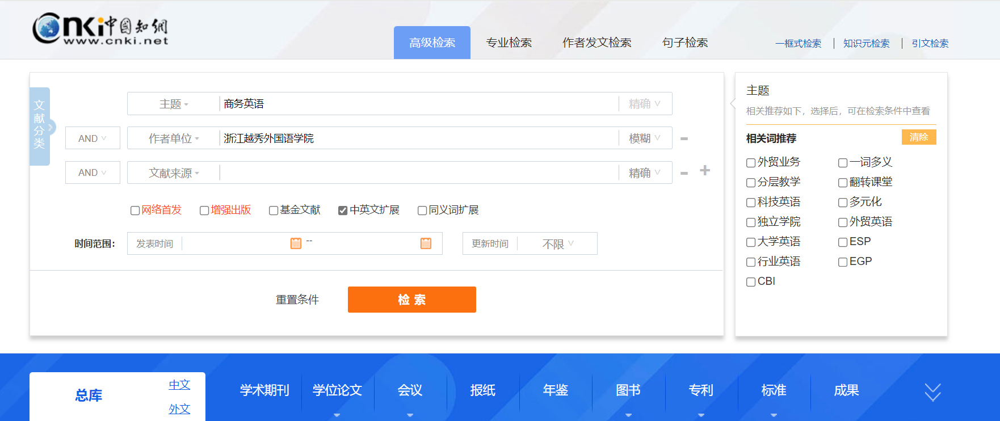 cnki中国知网
www.cnki.net
高级检索 专业检索 作者发文检索 句子检索 一框式检索 知识元检索 引文检索
文献分类
主题 商务英语 精确
AND 作者单位 浙江越秀外国语学院 模糊 -
AND 文献来源 精确 - +
网络首发 增强出版 基金文献 中英文扩展 同义词扩展
时间范围： 发表时间 -- 更新时间 不限
重置条件 检索
主题
相关推荐如下，选择后，可在检索条件中查看
相关词推荐 清除
外贸业务 一词多义
分层教学 翻转课堂
科技英语 多元化
独立学院 外贸英语
大学英语 ESP
行业英语 EGP
CBI
总库 中文 外文
学术期刊 学位论文 会议 报纸 年鉴 图书 专利 标准 成果